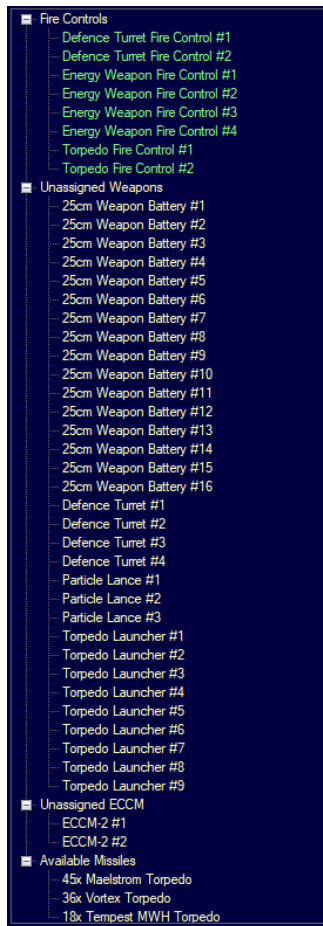 Fire Controls
Defence Turret Fire Control #1
Defence Turret Fire Control #2
Energy Weapon Fire Control #1
Energy Weapon Fire Control #2
Energy Weapon Fire Control #3
Energy Weapon Fire Control #4
Torpedo Fire Control #1
Torpedo Fire Control #2
Unassigned Weapons
25cm Weapon Battery #1
25cm Weapon Battery #2
25cm Weapon Battery #3
25cm Weapon Battery #4
25cm Weapon Battery #5
25cm Weapon Battery #6
25cm Weapon Battery #7
25cm Weapon Battery #8
25cm Weapon Battery #9
25cm Weapon Battery #10
25cm Weapon Battery #11
25cm Weapon Battery #12
25cm Weapon Battery #13
25cm Weapon Battery #14
25cm Weapon Battery #15
25cm Weapon Battery #16
Defence Turret #1
Defence Turret #2
Defence Turret #3
Defence Turret #4
Particle Lance #1
Particle Lance #2
Particle Lance #3
Torpedo Launcher #1
Torpedo Launcher #2
Torpedo Launcher #3
Torpedo Launcher #4
Torpedo Launcher #5
Torpedo Launcher #6
Torpedo Launcher #7
Torpedo Launcher #8
Torpedo Launcher #9
Unassigned ECCM
ECCM-2 #1
ECCM-2 #2
Available Missiles
45x Maelstrom Torpedo
36x Vortex Torpedo
18x Tempest MWH Torpedo